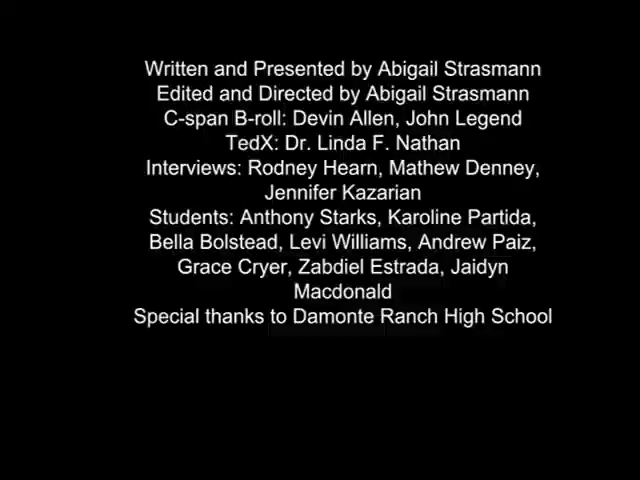 Written and Presented by Abigail Strasmann
Edited and Directed by Abigail Strasmann
C-span B-roll: Devin Allen, John Legend
TedX: Dr. Linda F. Nathan
Interviews: Rodney Hearn, Mathew Denney,
Jennifer Kazarian
Students: Anthony Starks, Karoline Partida,
Bella Bolstead, Levi Williams, Andrew Paiz,
Grace Cryer, Zabdiel Estrada, Jaidyn
Macdonald
Special thanks to Damonte Ranch High School